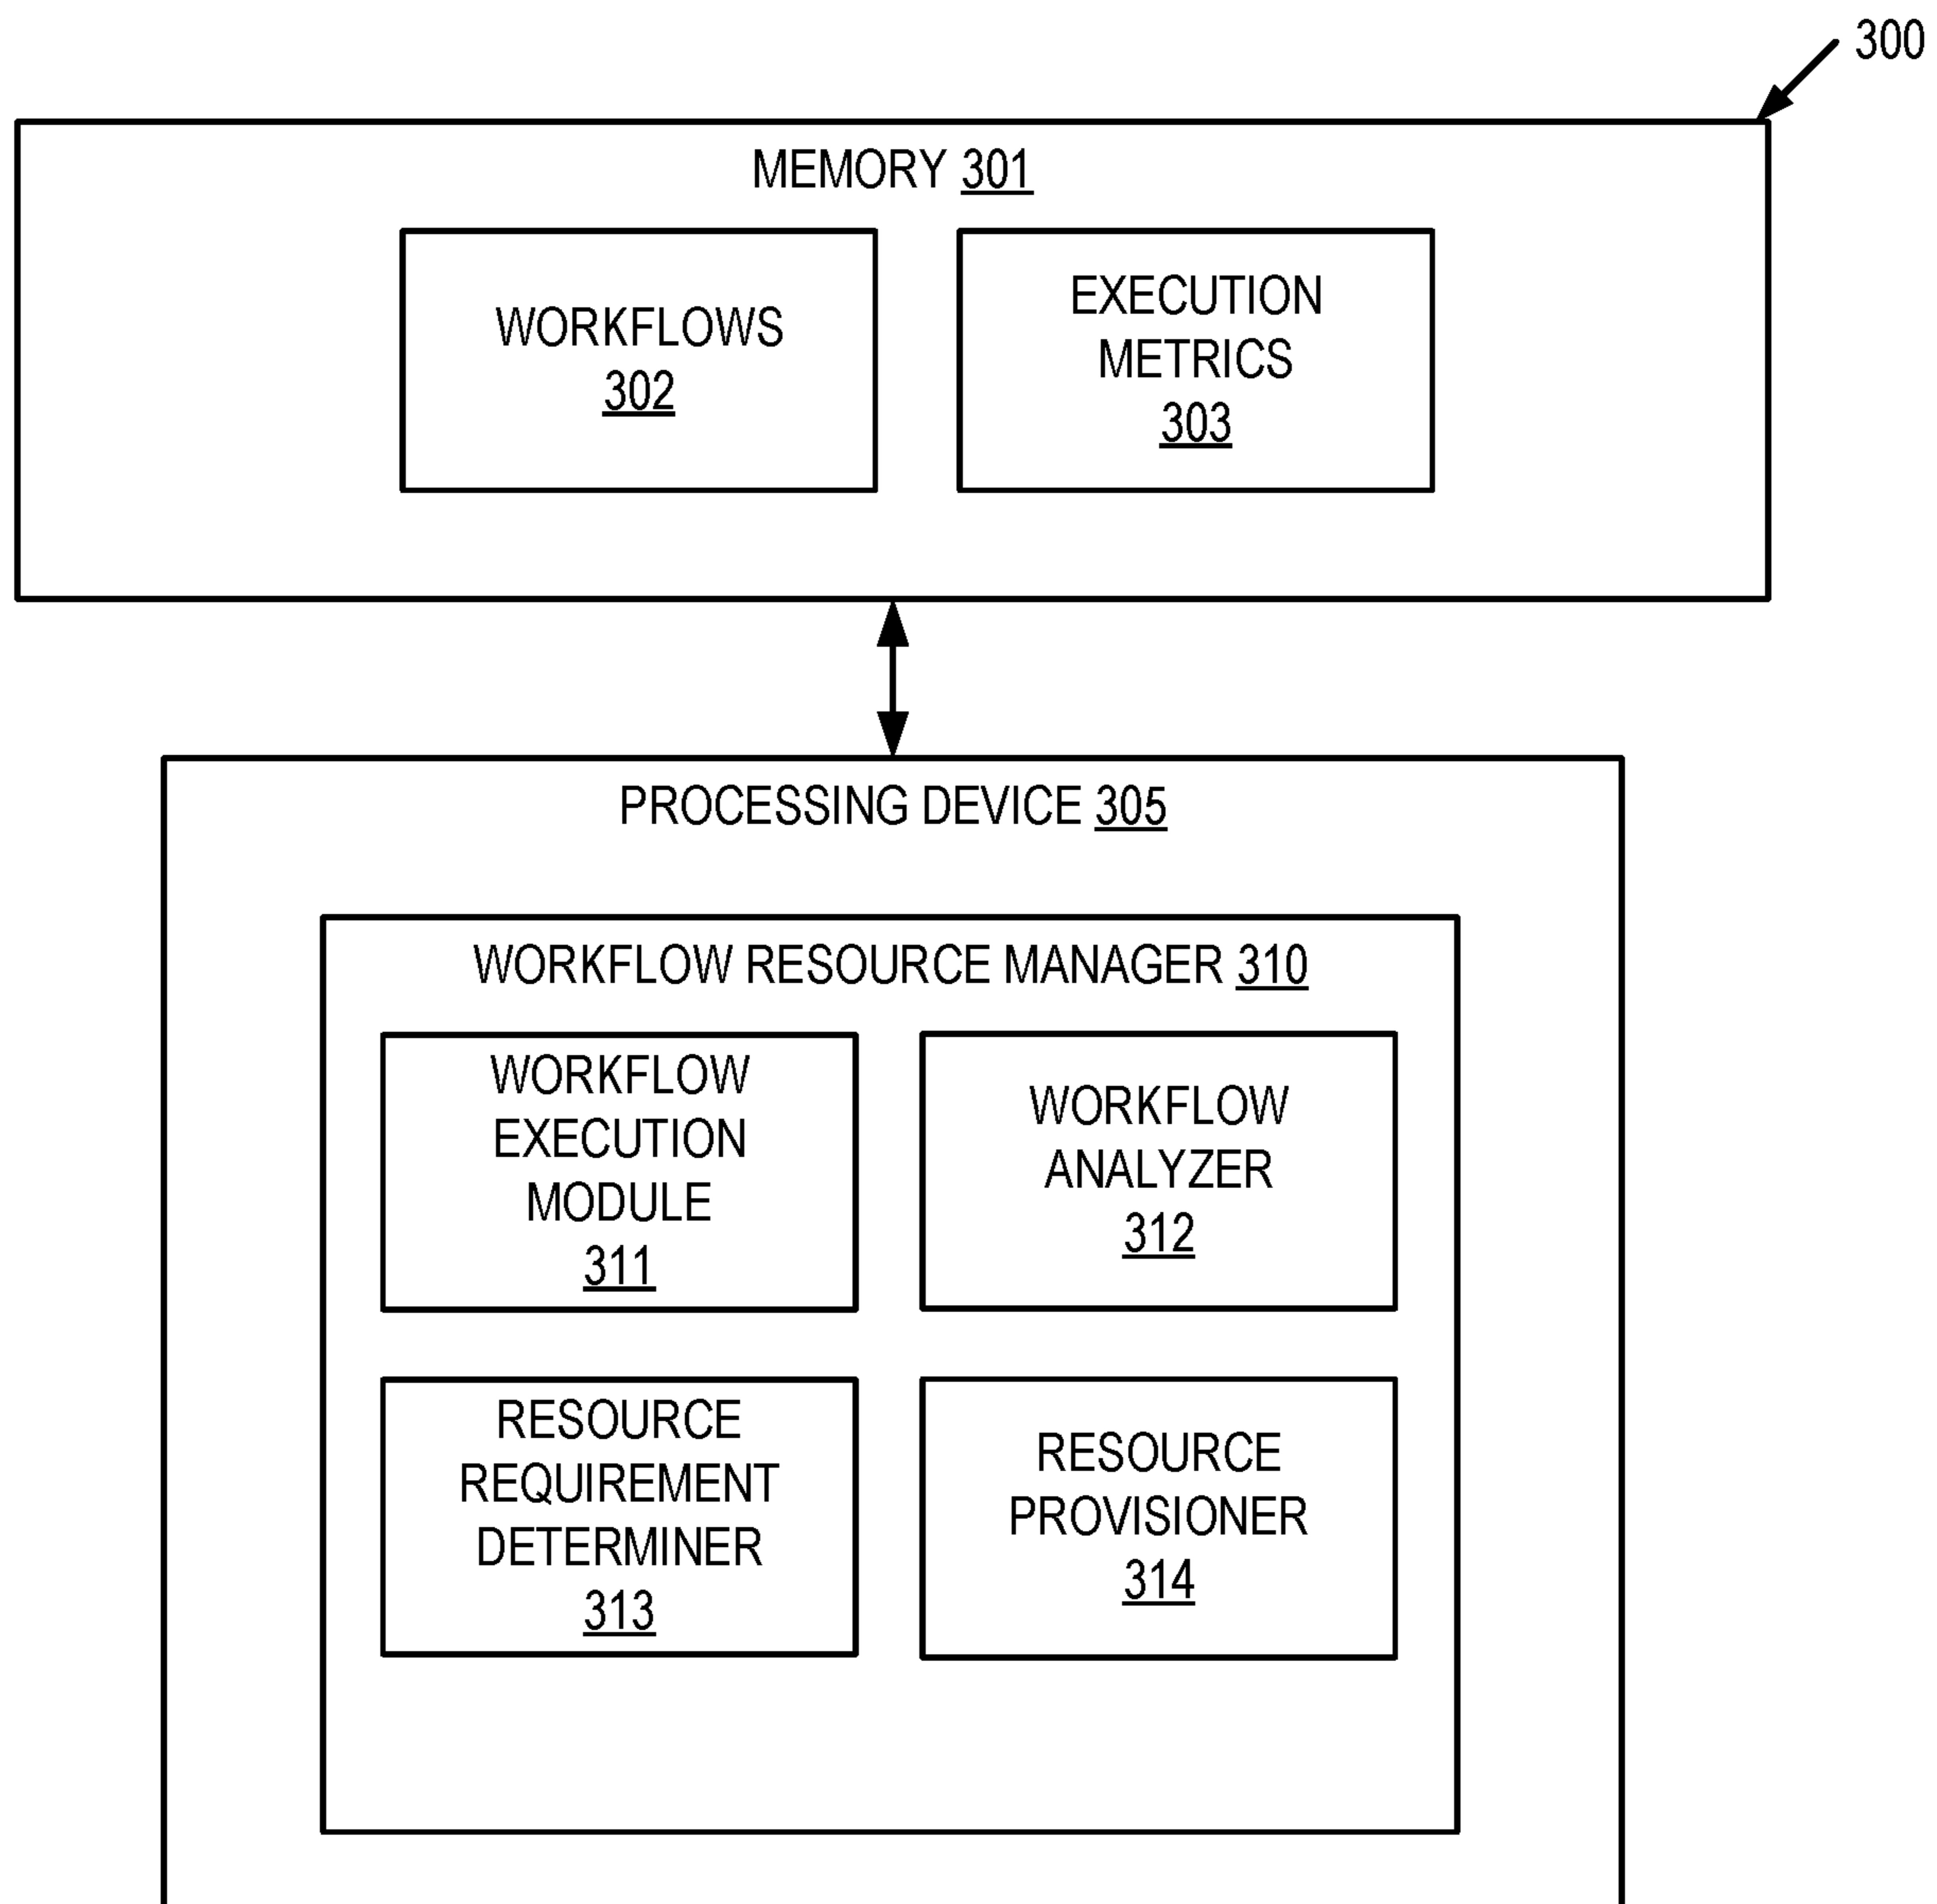 300
MEMORY 301
WORKFLOWS
302
EXECUTION
METRICS
303
PROCESSING DEVICE 305
WORKFLOW RESOURCE MANAGER 310
WORKFLOW
EXECUTION
MODULE
311
WORKFLOW
ANALYZER
312
RESOURCE
REQUIREMENT
DETERMINER
313
RESOURCE
PROVISIONER
314